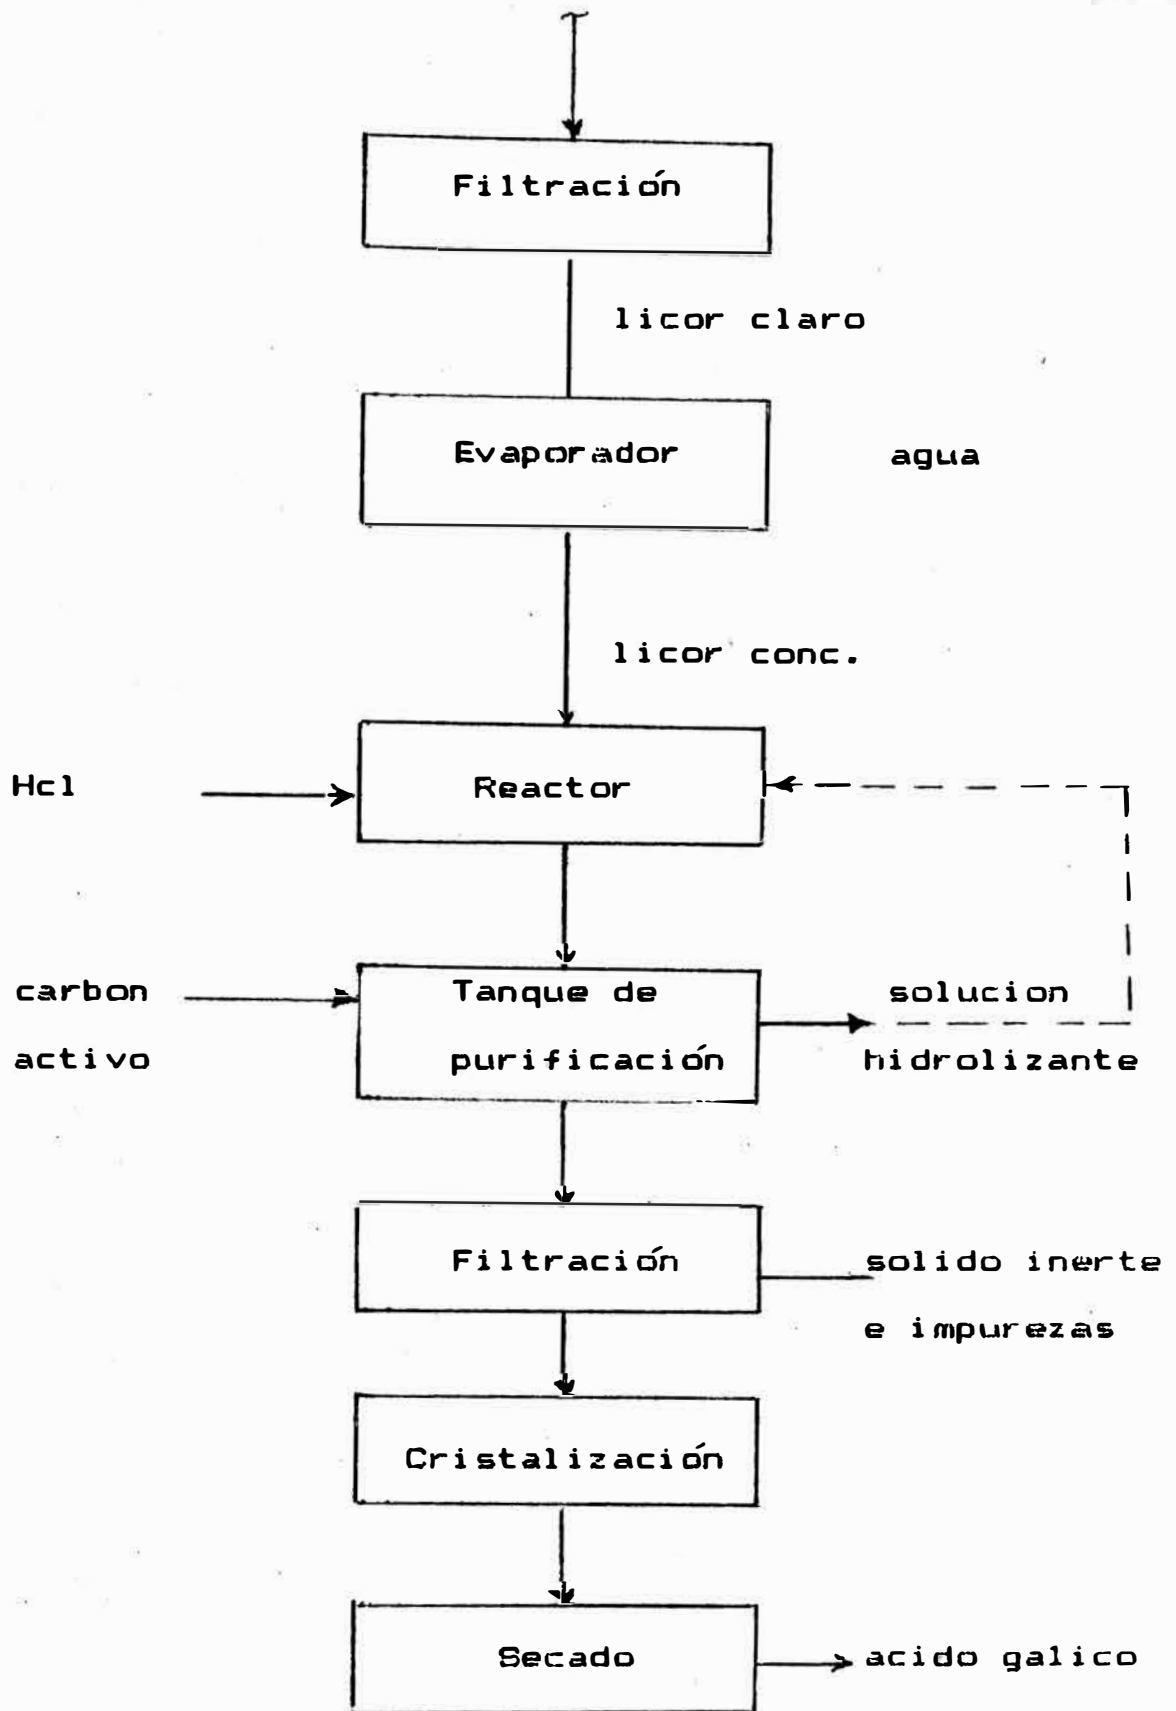 Filtración
licor claro
Evaporador
agua
licor conc.
Hcl
Reactor
carbon
activo
Tanque de
purificación
solucion
hidrolizante
Filtración
solido inerte
e impurezas
Cristalización
Secado
acido galico